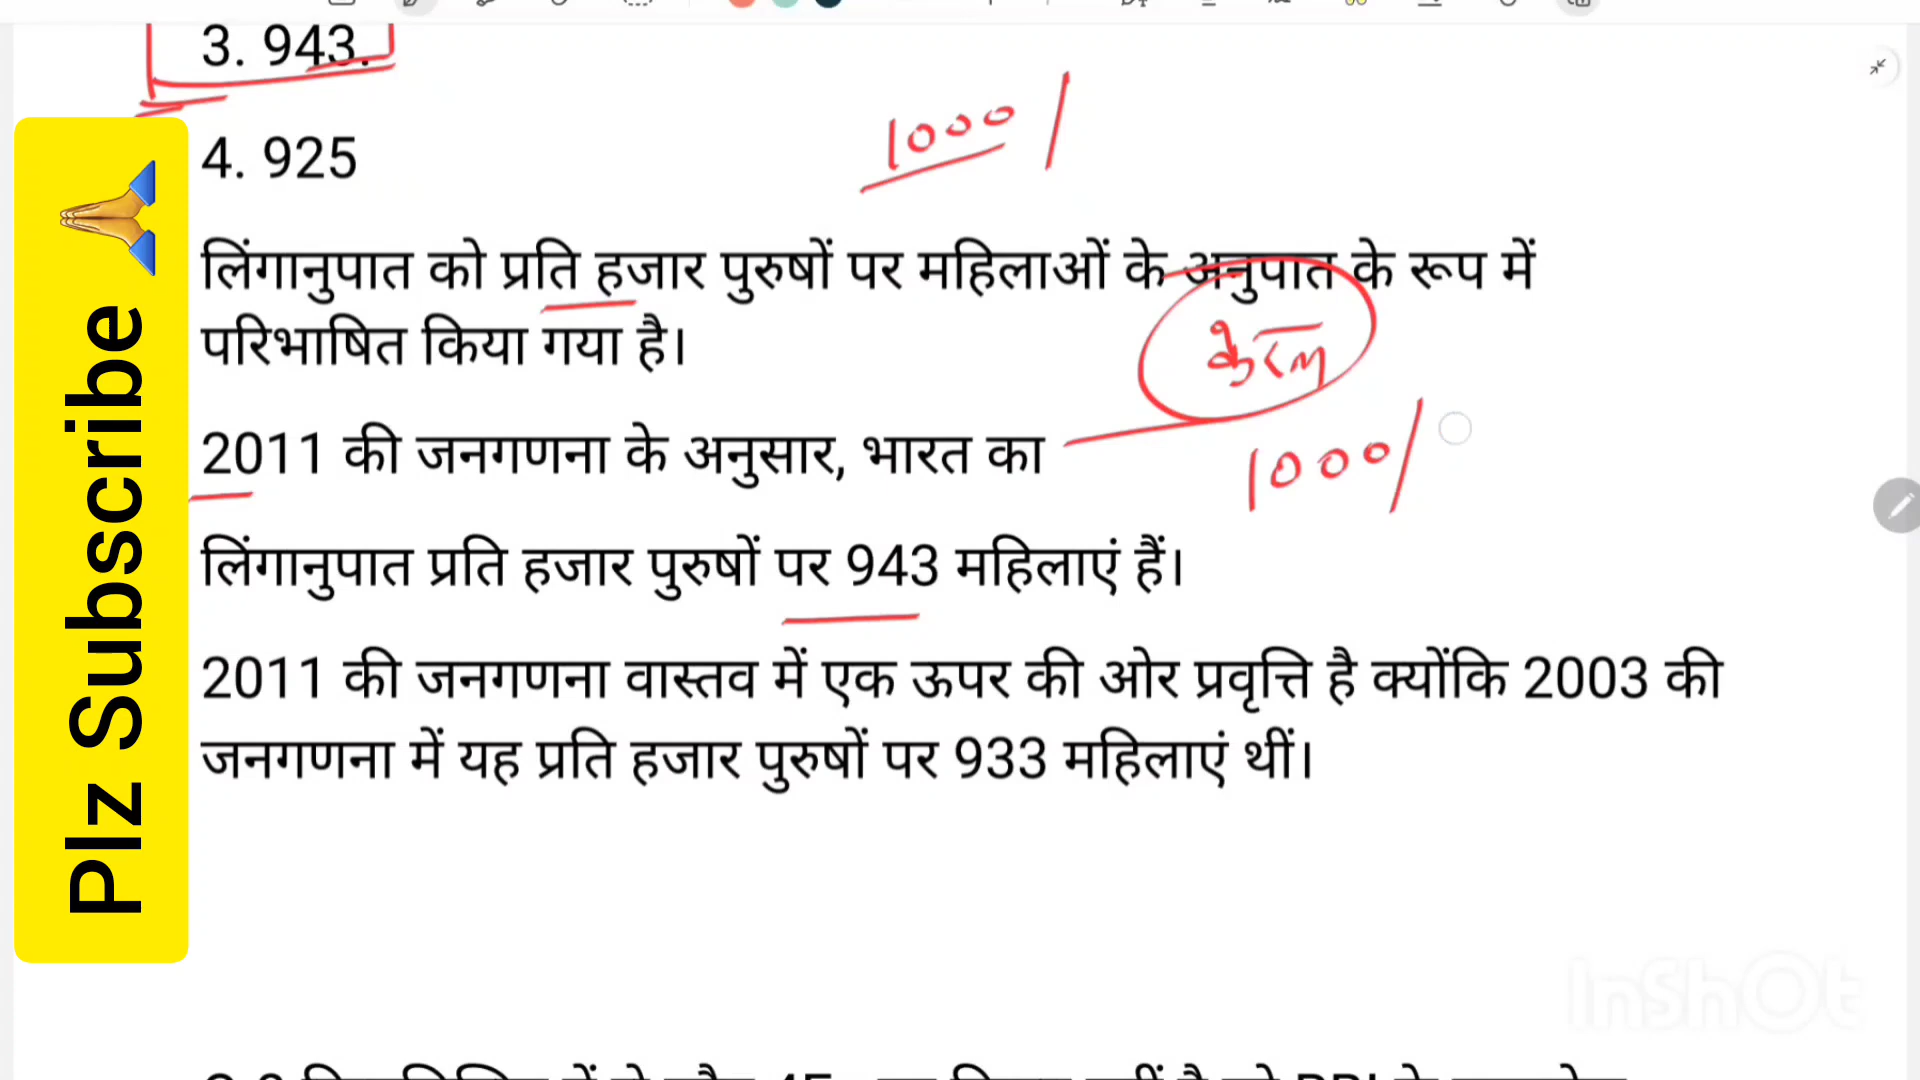 3. 943.
4. 925
1000/
लिंगानुपात को प्रति हजार पुरुषों पर महिलाओं के अनुपात के रूप में
परिभाषित किया गया है।
केरल
2011 की जनगणना के अनुसार, भारत का
1000/
लिंगानुपात प्रति हजार पुरुषों पर 943 महिलाएं हैं।
2011 की जनगणना वास्तव में एक ऊपर की ओर प्रवृत्ति है क्योंकि 2003 की
जनगणना में यह प्रति हजार पुरुषों पर 933 महिलाएं थीं।
Plz Subscribe 🙏
InShOt